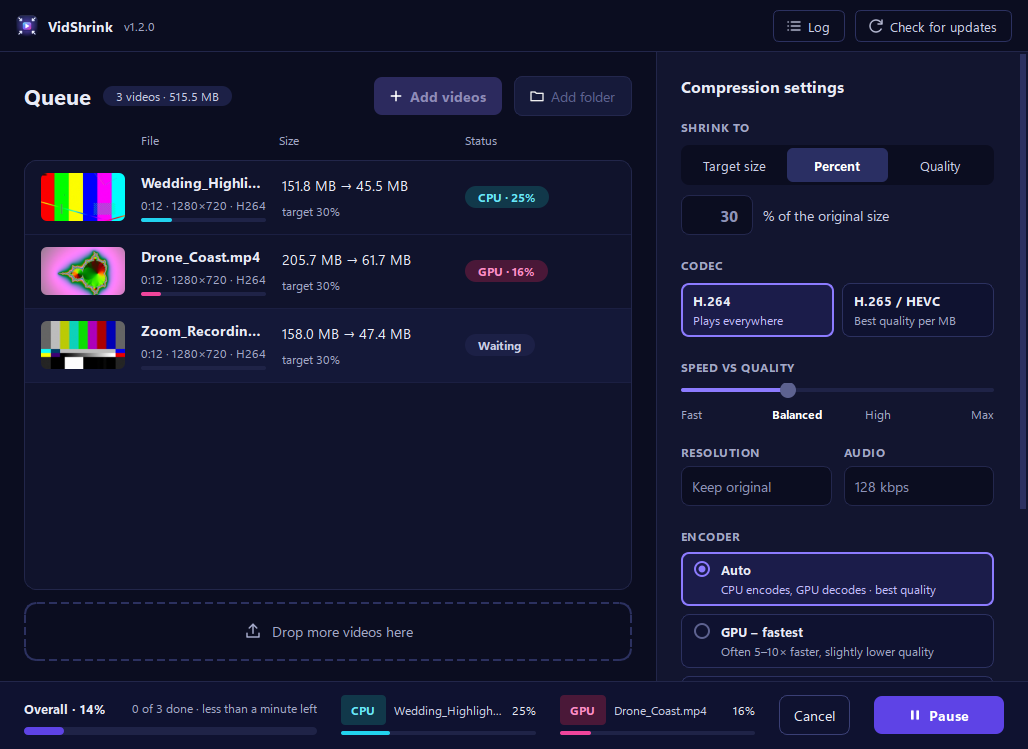 VidShrink v1.2.0
Log
Check for updates
Queue
3 videos · 515.5 MB
Add videos
Add folder
File Size Status
Wedding_Highli...
0:12 · 1280×720 · H264
151.8 MB → 45.5 MB
target 30%
CPU · 25%
Drone_Coast.mp4
0:12 · 1280×720 · H264
205.7 MB → 61.7 MB
target 30%
GPU · 16%
Zoom_Recordin...
0:12 · 1280×720 · H264
158.0 MB → 47.4 MB
target 30%
Waiting
Drop more videos here
Compression settings
SHRINK TO
Target size Percent Quality
30 % of the original size
CODEC
H.264
Plays everywhere
H.265 / HEVC
Best quality per MB
SPEED VS QUALITY
Fast Balanced High Max
RESOLUTION
Keep original
AUDIO
128 kbps
ENCODER
Auto
CPU encodes, GPU decodes · best quality
GPU – fastest
Often 5–10× faster, slightly lower quality
Overall · 14%
0 of 3 done · less than a minute left
CPU Wedding_Highligh... 25%
GPU Drone_Coast.mp4 16%
Cancel
Pause